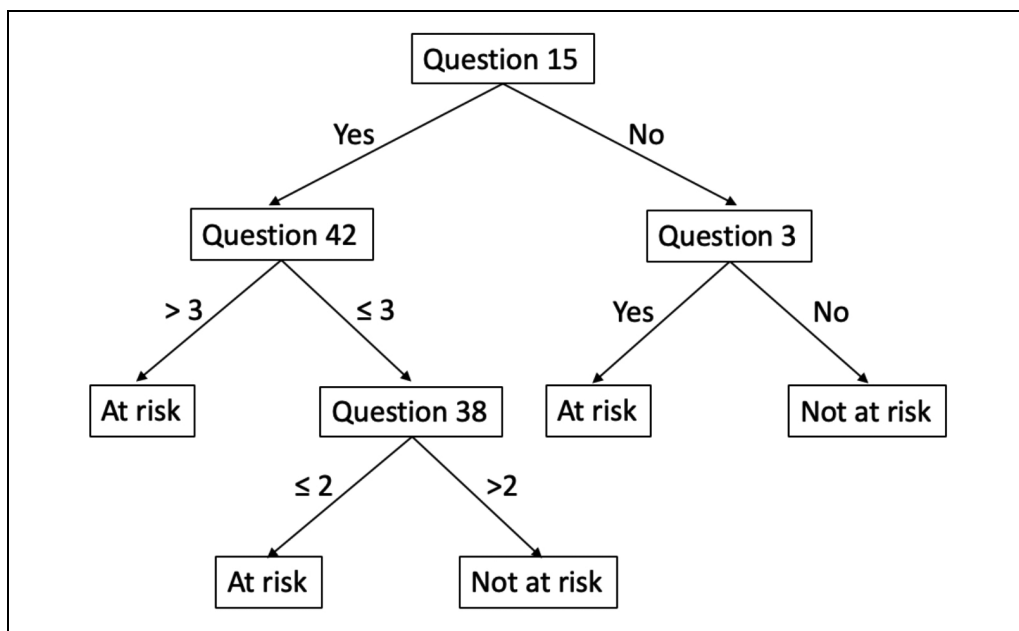 Question 15
Yes
No
Question 42
Question 3
> 3
≤ 3
Yes
No
At risk
Question 38
At risk
Not at risk
≤ 2
>2
At risk
Not at risk